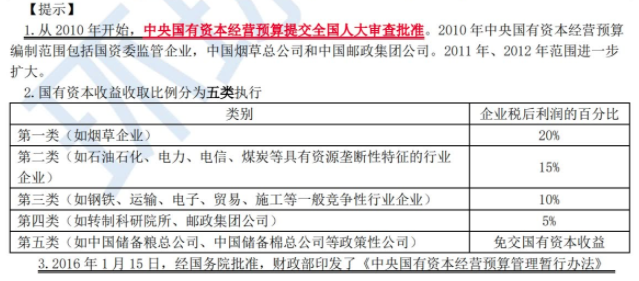 【提示】
1.从 2010 年开始，中央国有资本经营预算提交全国人大审查批准。2010 年中央国有资本经营预算
编制范围包括国资委监管企业，中国烟草总公司和中国邮政集团公司。2011 年、2012 年范围进一步
扩大。
2.国有资本收益收取比例分为五类执行
类别 企业税后利润的百分比
第一类（如烟草企业） 20%
第二类（如石油石化、电力、电信、煤炭等具有资源垄断性特征的行业
企业） 15%
第三类（如钢铁、运输、电子、贸易、施工等一般竞争性行业企业） 10%
第四类（如转制科研院所、邮政集团公司） 5%
第五类（如中国储备粮总公司、中国储备棉总公司等政策性公司） 免交国有资本收益
3.2016 年 1 月 15 日，经国务院批准，财政部印发了《中央国有资本经营预算管理暂行办法》